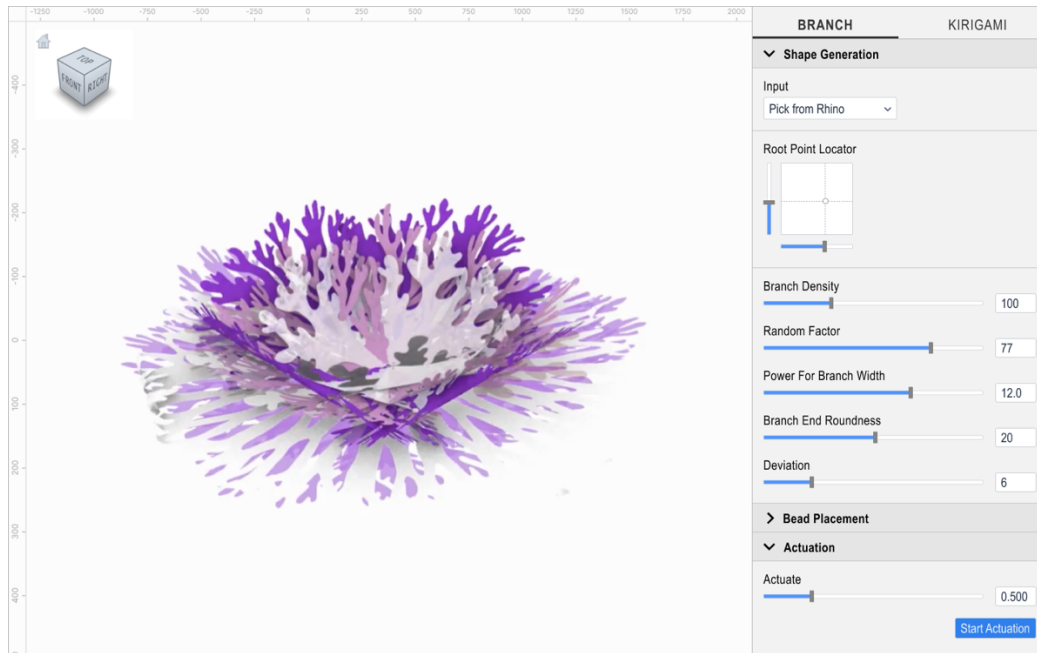 -1250 -1000 -750 -500 -250 0 250 500 750 1000 1250 1500 1750 2000
BRANCH KIRIGAMI
Shape Generation
TOP
FRONT RIGHT
Input
Pick from Rhino
-400
-300
Root Point Locator
-200
-100
Branch Density
100
0
Random Factor
77
Power For Branch Width
12.0
100
Branch End Roundness
20
200
Deviation
6
Bead Placement
300
Actuation
Actuate
0.500
400
Start Actuation